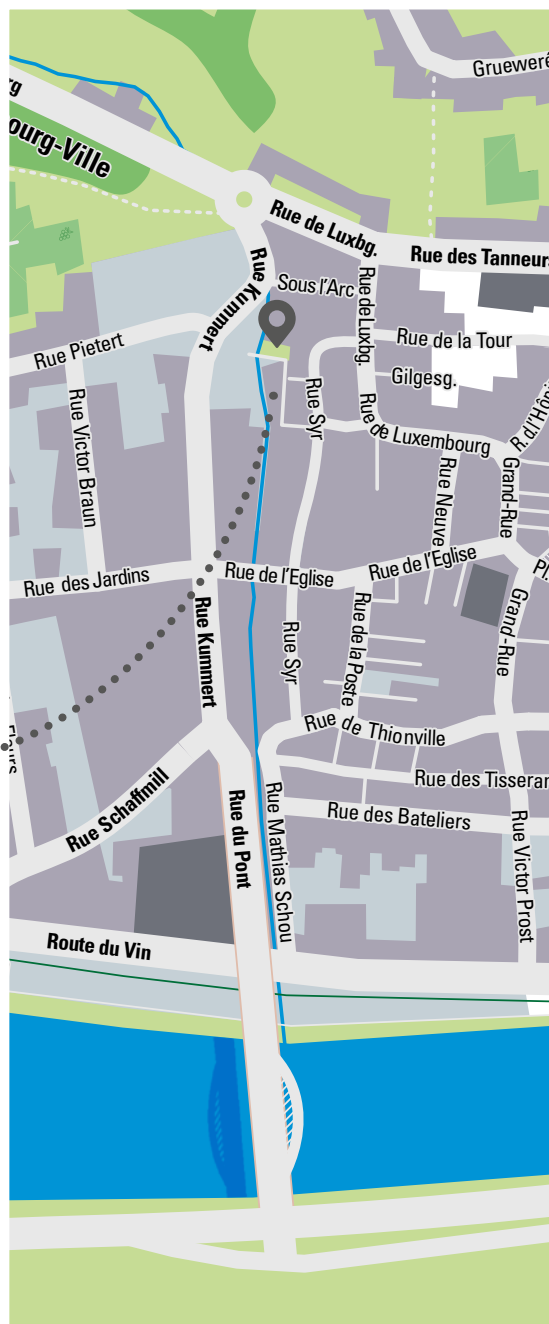 Gruewere
ourg-Ville
Rue de Luxbg.
Rue des Tanneurs
Rue Kummert
Sous l'Arc
Rue de Luxbg.
Rue de la Tour
Rue Pietert
Gilgesg.
Rue Victor Braun
Rue Syr
Rue de Luxembourg
R.d.l'Hôpi
Grand-Rue
Rue Neuve
Rue des Jardins
Rue de l'Eglise
Rue de l'Eglise
Pl.
Rue Kummert
Rue Syr
Rue de la Poste
Grand-Rue
Rue de Thionville
Rue des Tisseran
Rue Schaffmill
Rue du Pont
Rue Mathias Schou
Rue des Bateliers
Rue Victor Prost
Route du Vin